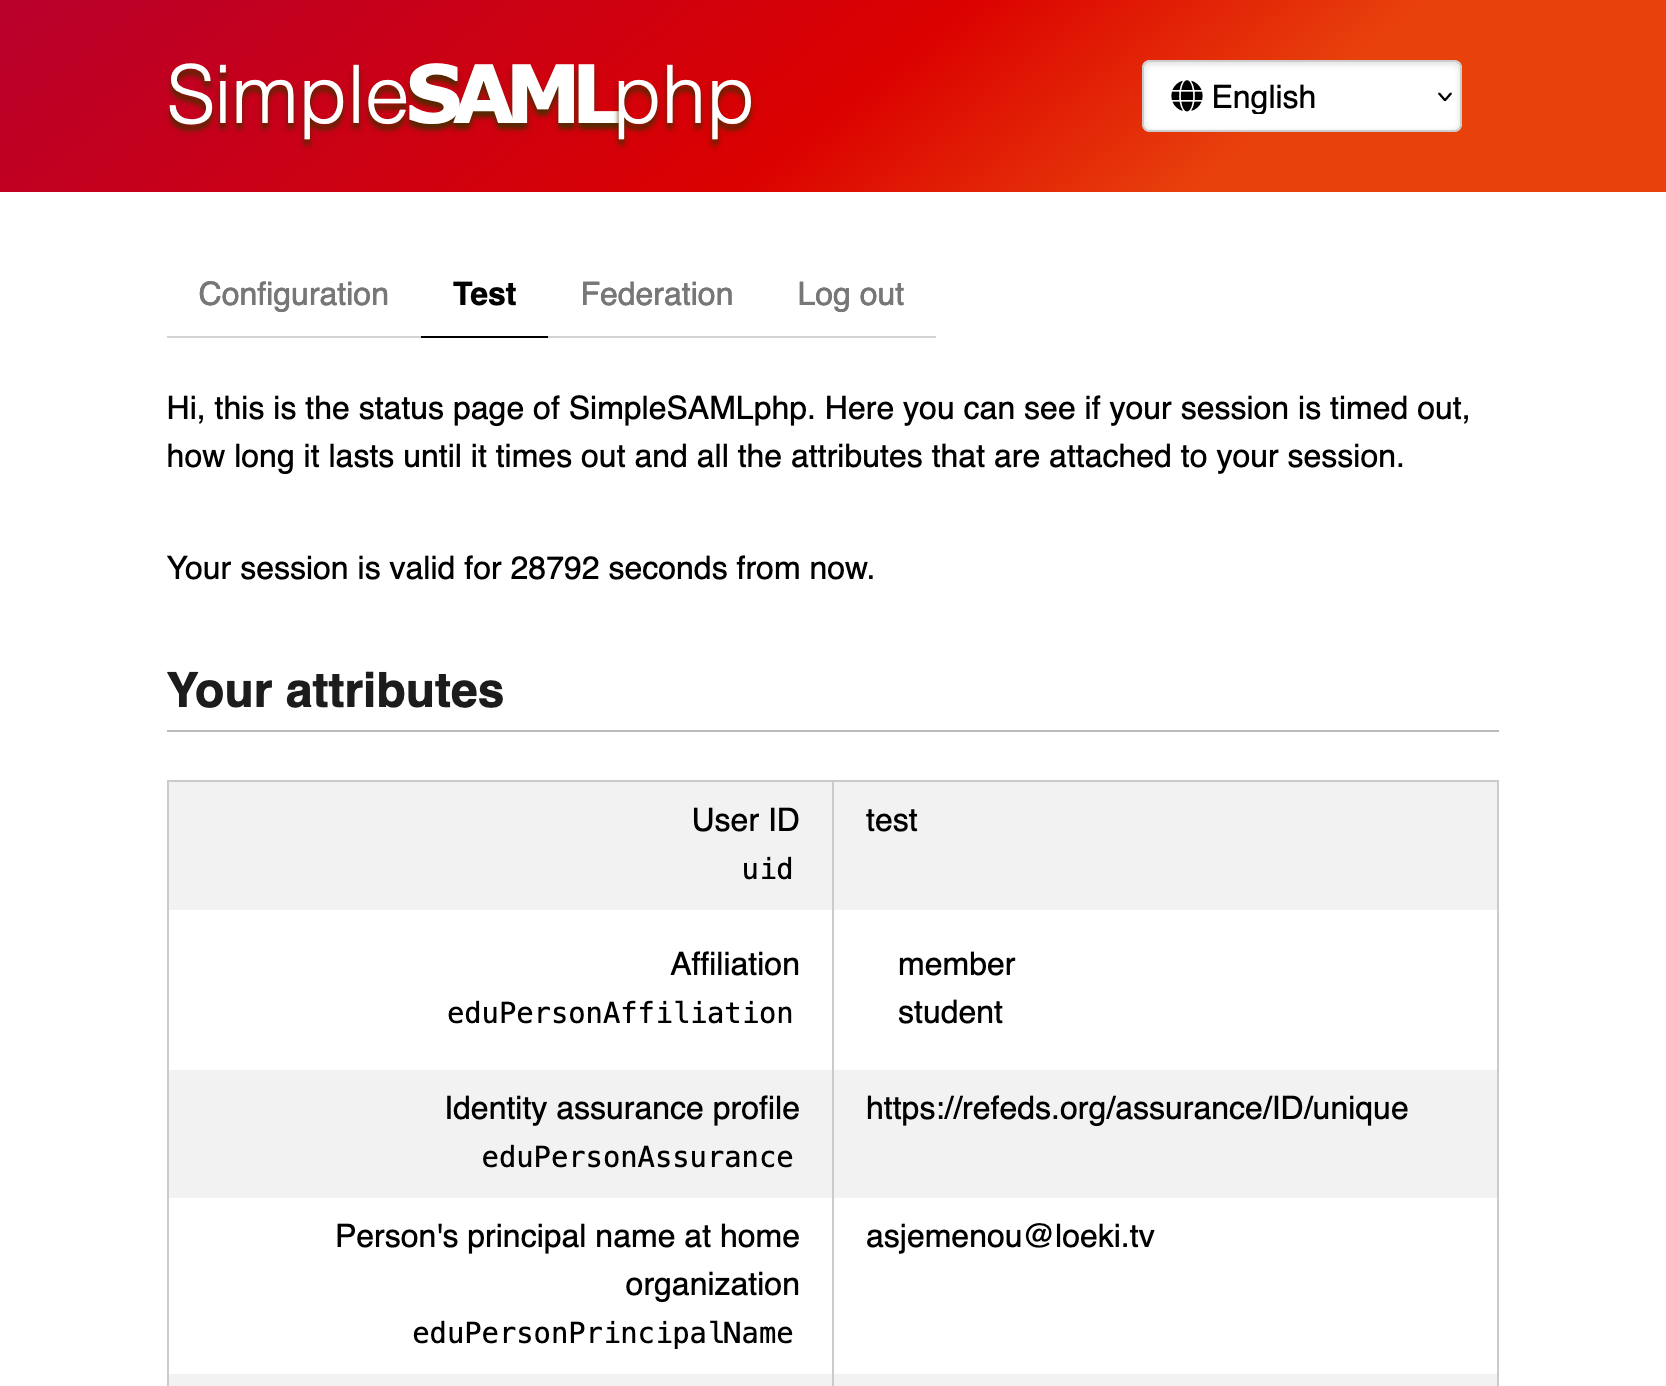 SimpleSAMLphp
English
Configuration Test Federation Log out
Hi, this is the status page of SimpleSAMLphp. Here you can see if your session is timed out,
how long it lasts until it times out and all the attributes that are attached to your session.
Your session is valid for 28792 seconds from now.
Your attributes
User ID test
uid
Affiliation member
eduPersonAffiliation student
Identity assurance profile https://refeds.org/assurance/ID/unique
eduPersonAssurance
Person's principal name at home asjemenou@loeki.tv
organization
eduPersonPrincipalName